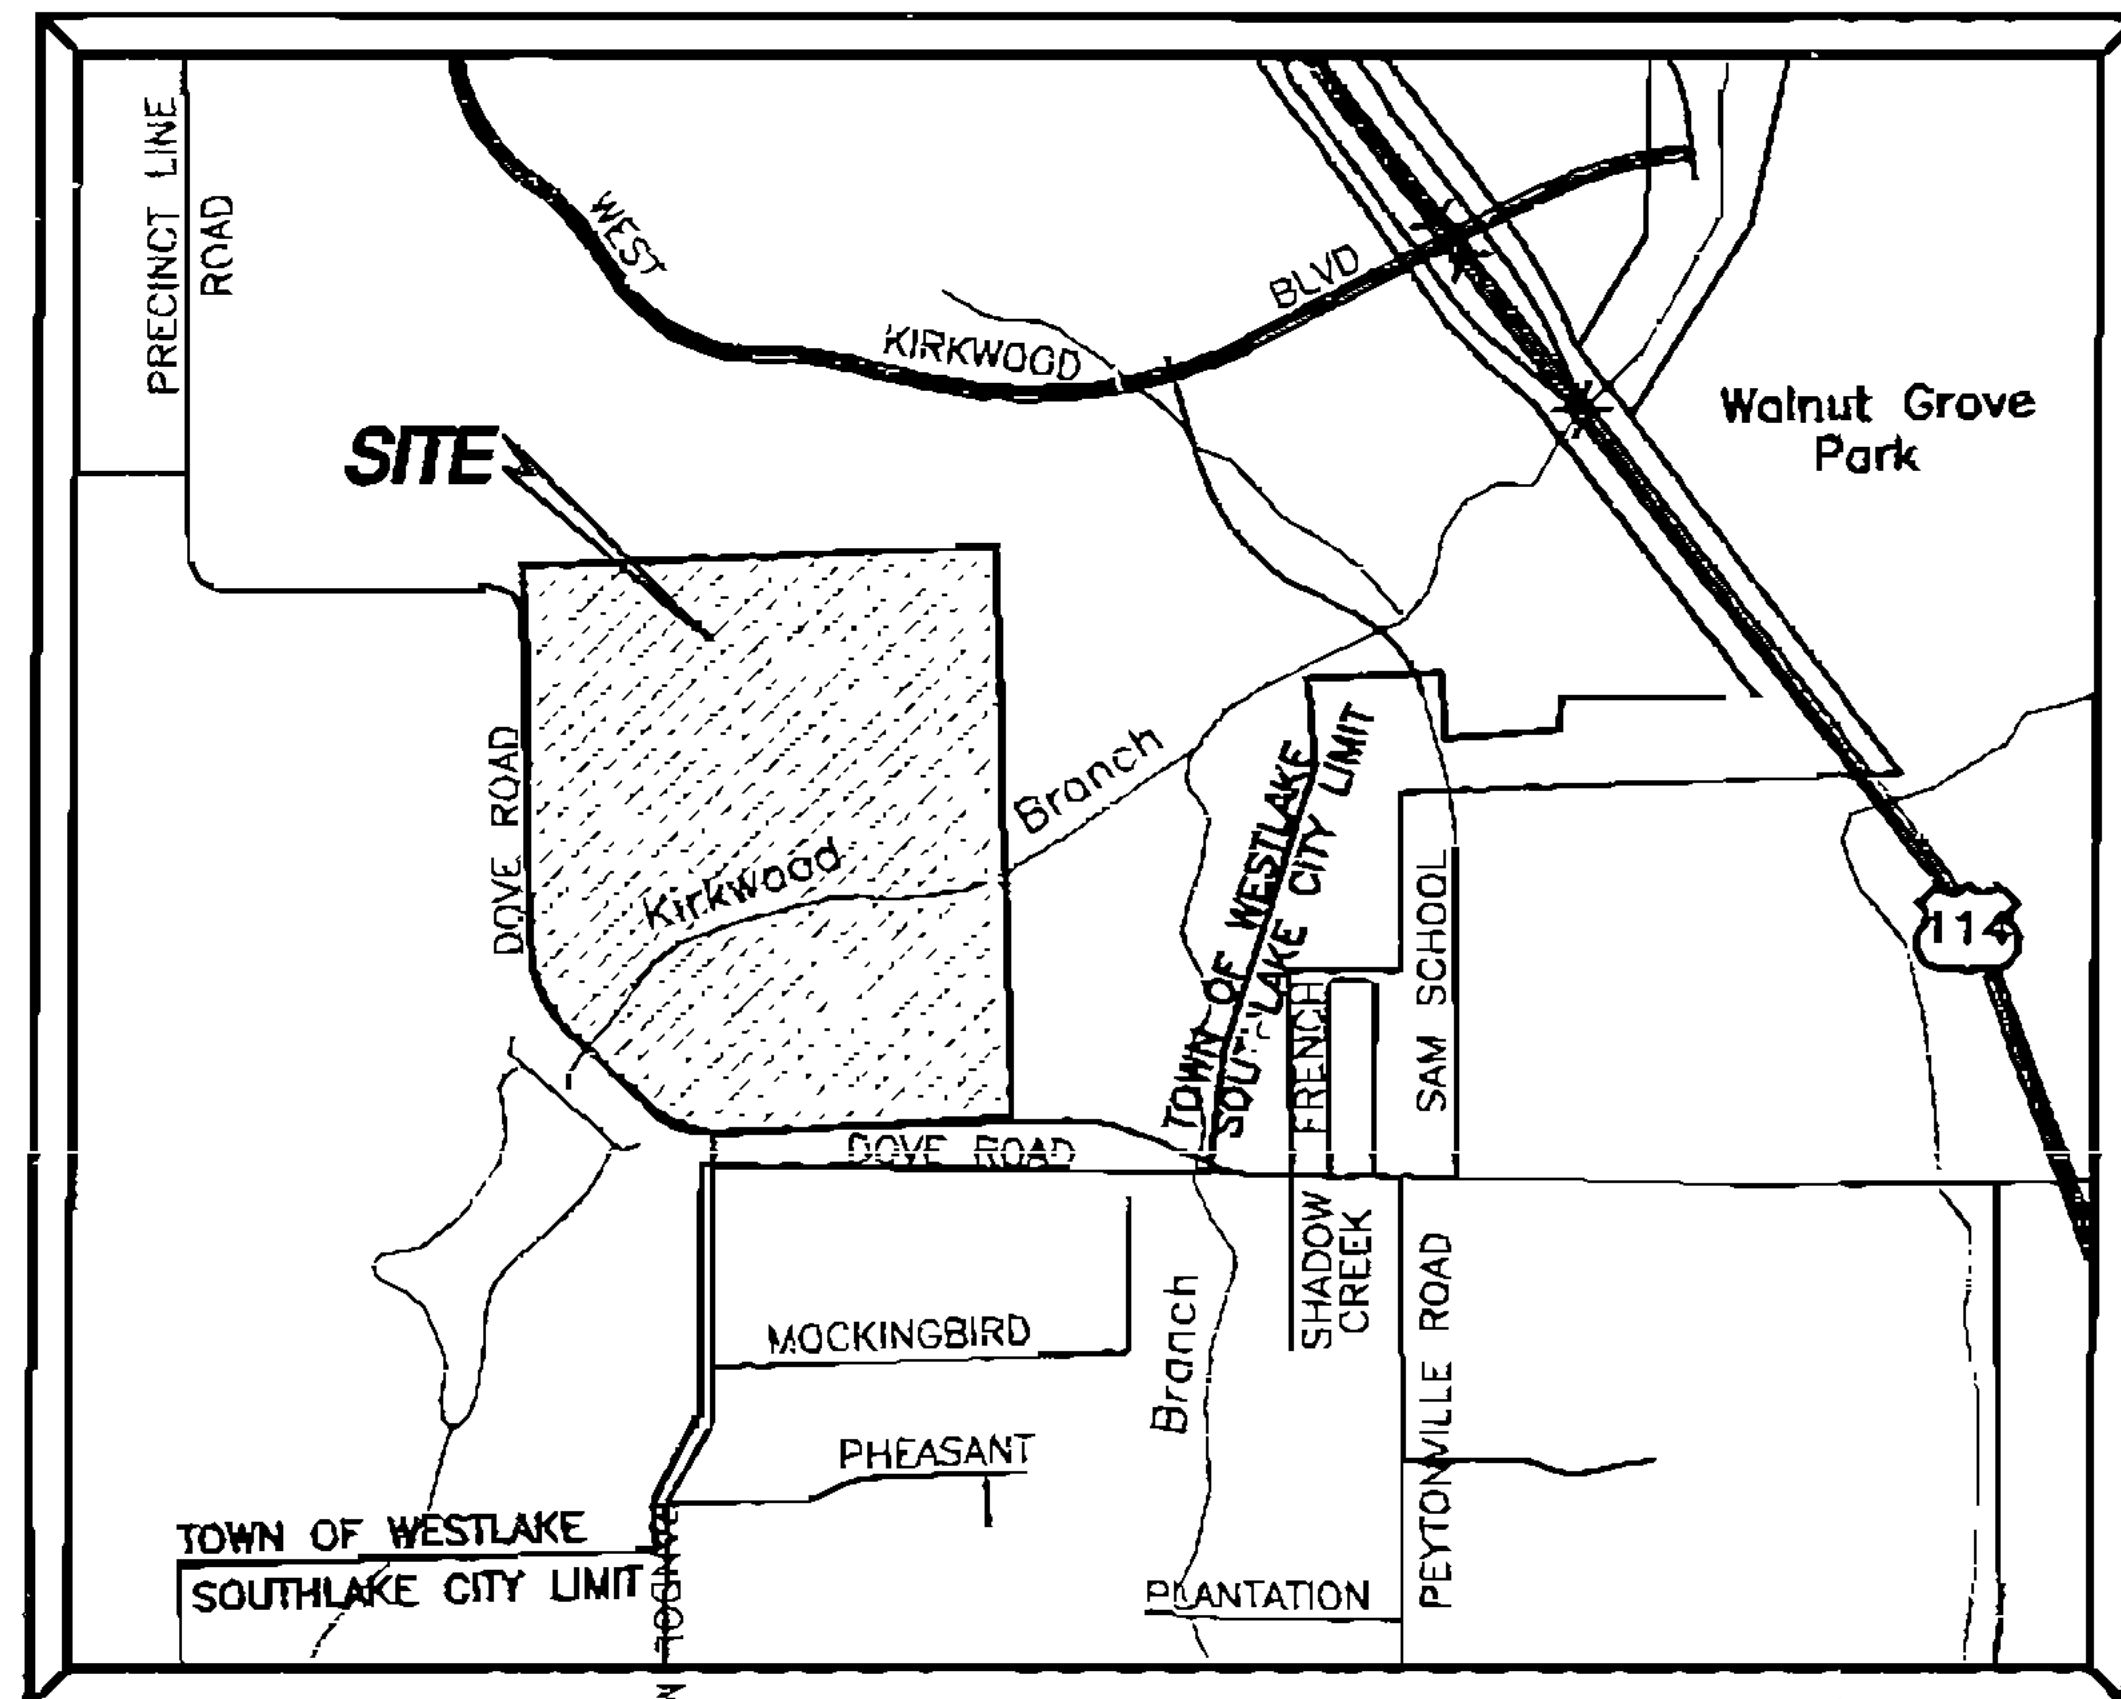 PRECINCT LINE
ROAD
WEST
KIRKWOOD
BLVD
Walnut Grove
Park
SITE
DOVE ROAD
Kirkwood
Branch
TOWN OF WESTLAKE
SOUTHLAKE CITY LIMIT
FRENCH
SAM SCHOOL
114
DOVE ROAD
SHADOW
CREEK
MOCKINGBIRD
Branch
PEYTONVILLE ROAD
PHEASANT
TOWN OF WESTLAKE
SOUTHLAKE CITY LIMIT
PLANTATION